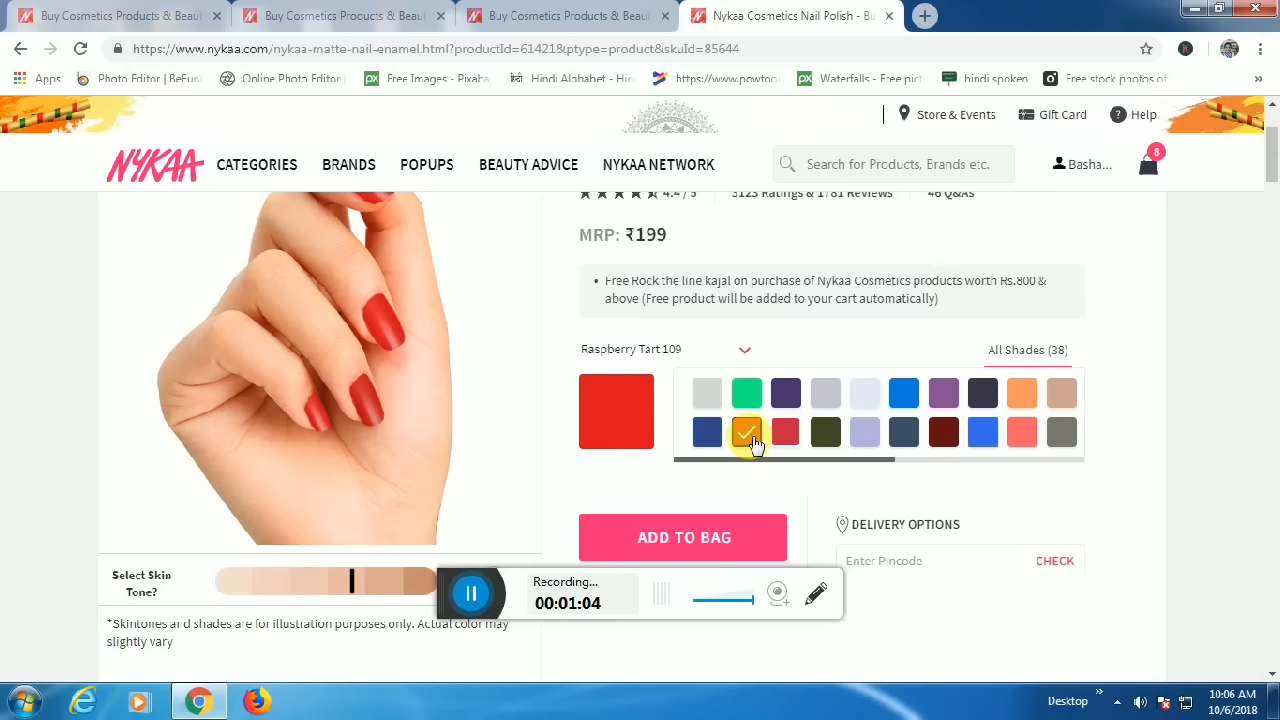 Buy Cosmetics Products & Beaut
Buy Cosmetics Products & Beaut
Buy Cosmetics Products & Beaut
Nykaa Cosmetics Nail Polish - Bu
https://www.nykaa.com/nykaa-matte-nail-enamel.html?productId=61421&ptype=product&skuId=85944
Apps
Photo Editor | BeFun
Online Photo Editor |
Free Images - Pixaba
Hindi Alphabet - Hin
https://www.powtoo
Waterfalls - Free pict
hindi spoken
Free stock photos of
Store & Events
Gift Card
Help
NYKAA
CATEGORIES
BRANDS
POPUPS
BEAUTY ADVICE
NYKAA NETWORK
Search for Products, Brands etc.
Basha...
8
4.4 / 5
3123 Ratings & 1781 Reviews
46 Q&As
MRP: ₹199
• Free Rock the line kajal on purchase of Nykaa Cosmetics products worth Rs.800 &
above (Free product will be added to your cart automatically)
Raspberry Tart 109
All Shades (38)
ADD TO BAG
DELIVERY OPTIONS
Enter Pincode
CHECK
Select Skin
Tone?
Recording...
00:01:04
*Skintones and shades are for illustration purposes only. Actual color may
slightly vary
Desktop
10:06 AM
10/6/2018